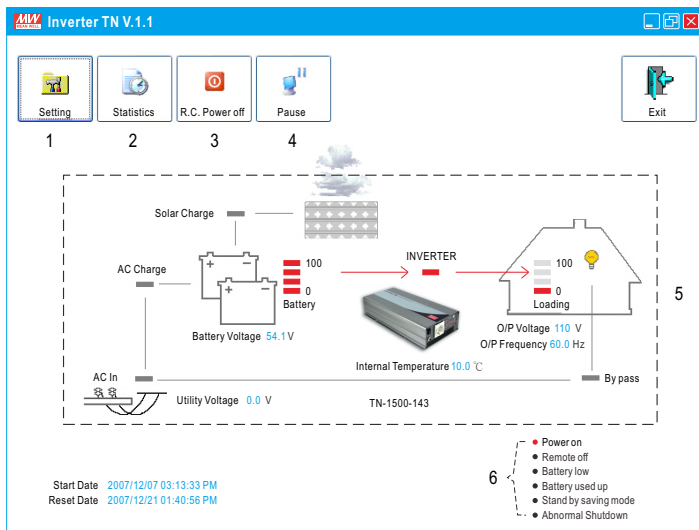 MW MEAN WELL Inverter TN V.1.1
Setting
Statistics
R.C. Power off
Pause
Exit
1
2
3
4
Solar Charge
AC Charge
+ -
+ -
100
0
Battery
INVERTER
100
0
Loading
5
Battery Voltage 54.1 V
O/P Voltage 110 V
O/P Frequency 60.0 Hz
Internal Temperature 10.0 ℃
AC In
By pass
Utility Voltage 0.0 V
TN-1500-143
6
Power on
Remote off
Battery low
Battery used up
Stand by saving mode
Abnormal Shutdown
Start Date 2007/12/07 03:13:33 PM
Reset Date 2007/12/21 01:40:56 PM